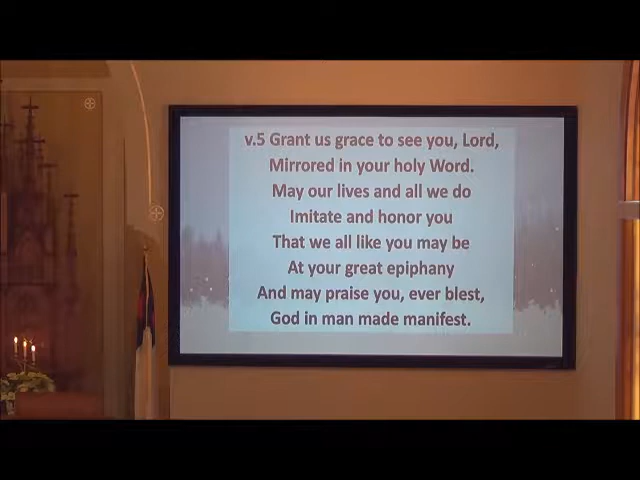 v.5 Grant us grace to see you, Lord,
Mirrored in your holy Word.
May our lives and all we do
Imitate and honor you
That we all like you may be
At your great epiphany
And may praise you, ever blest,
God in man made manifest.